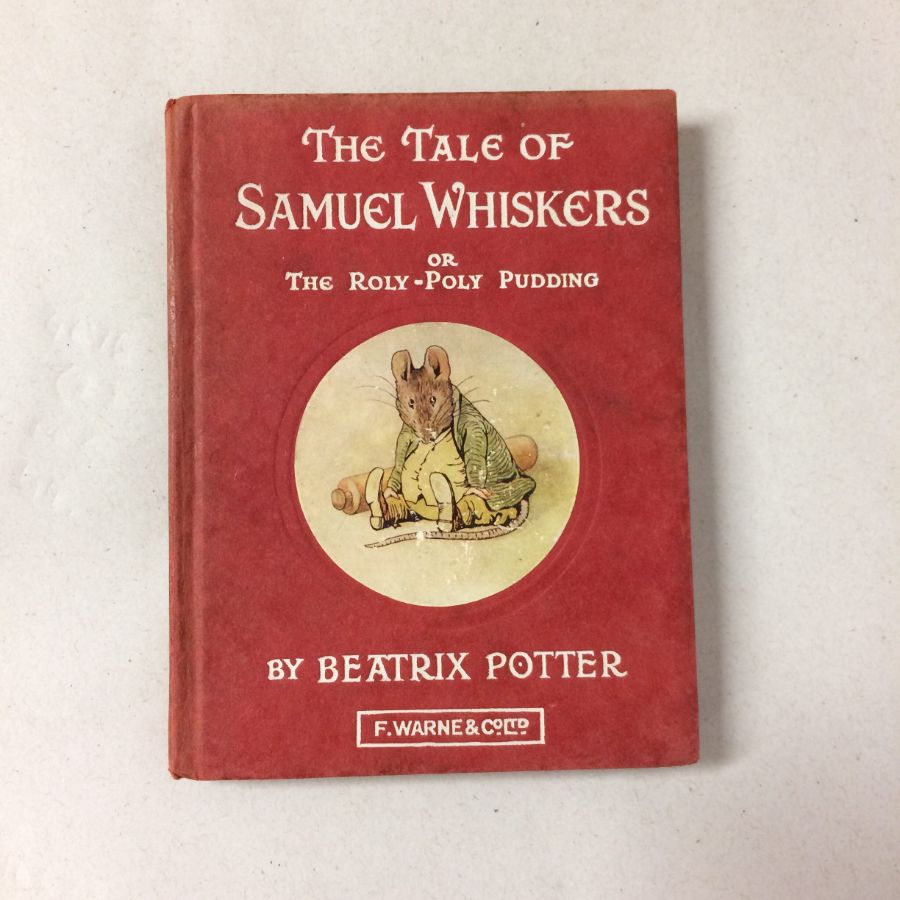 THE TALE OF
SAMUEL WHISKERS
OR
THE ROLY-POLY PUDDING
BY BEATRIX POTTER
F. WARNE & CO LTD